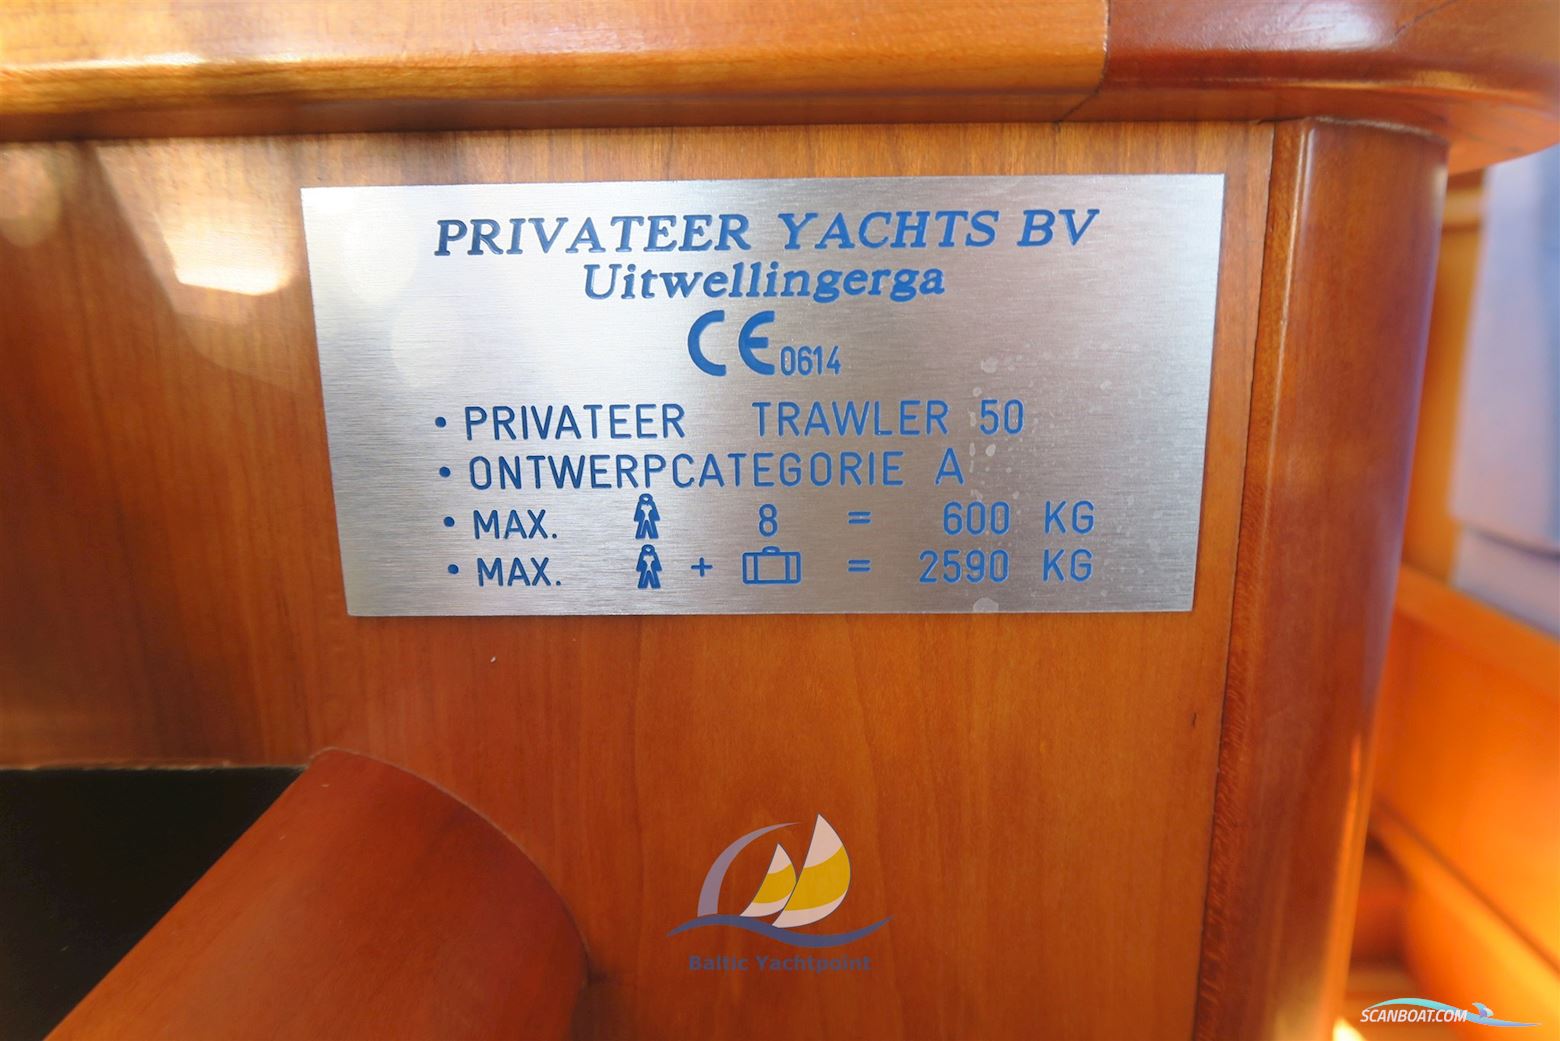 PRIVATEER YACHTS BV
Uitwellingerga
CE 0614
• PRIVATEER TRAWLER 50
• ONTWERPCATEGORIE A
• MAX. 8 = 600 KG
• MAX. + = 2590 KG
Baltic Yachtpoint
SCANBOAT.COM